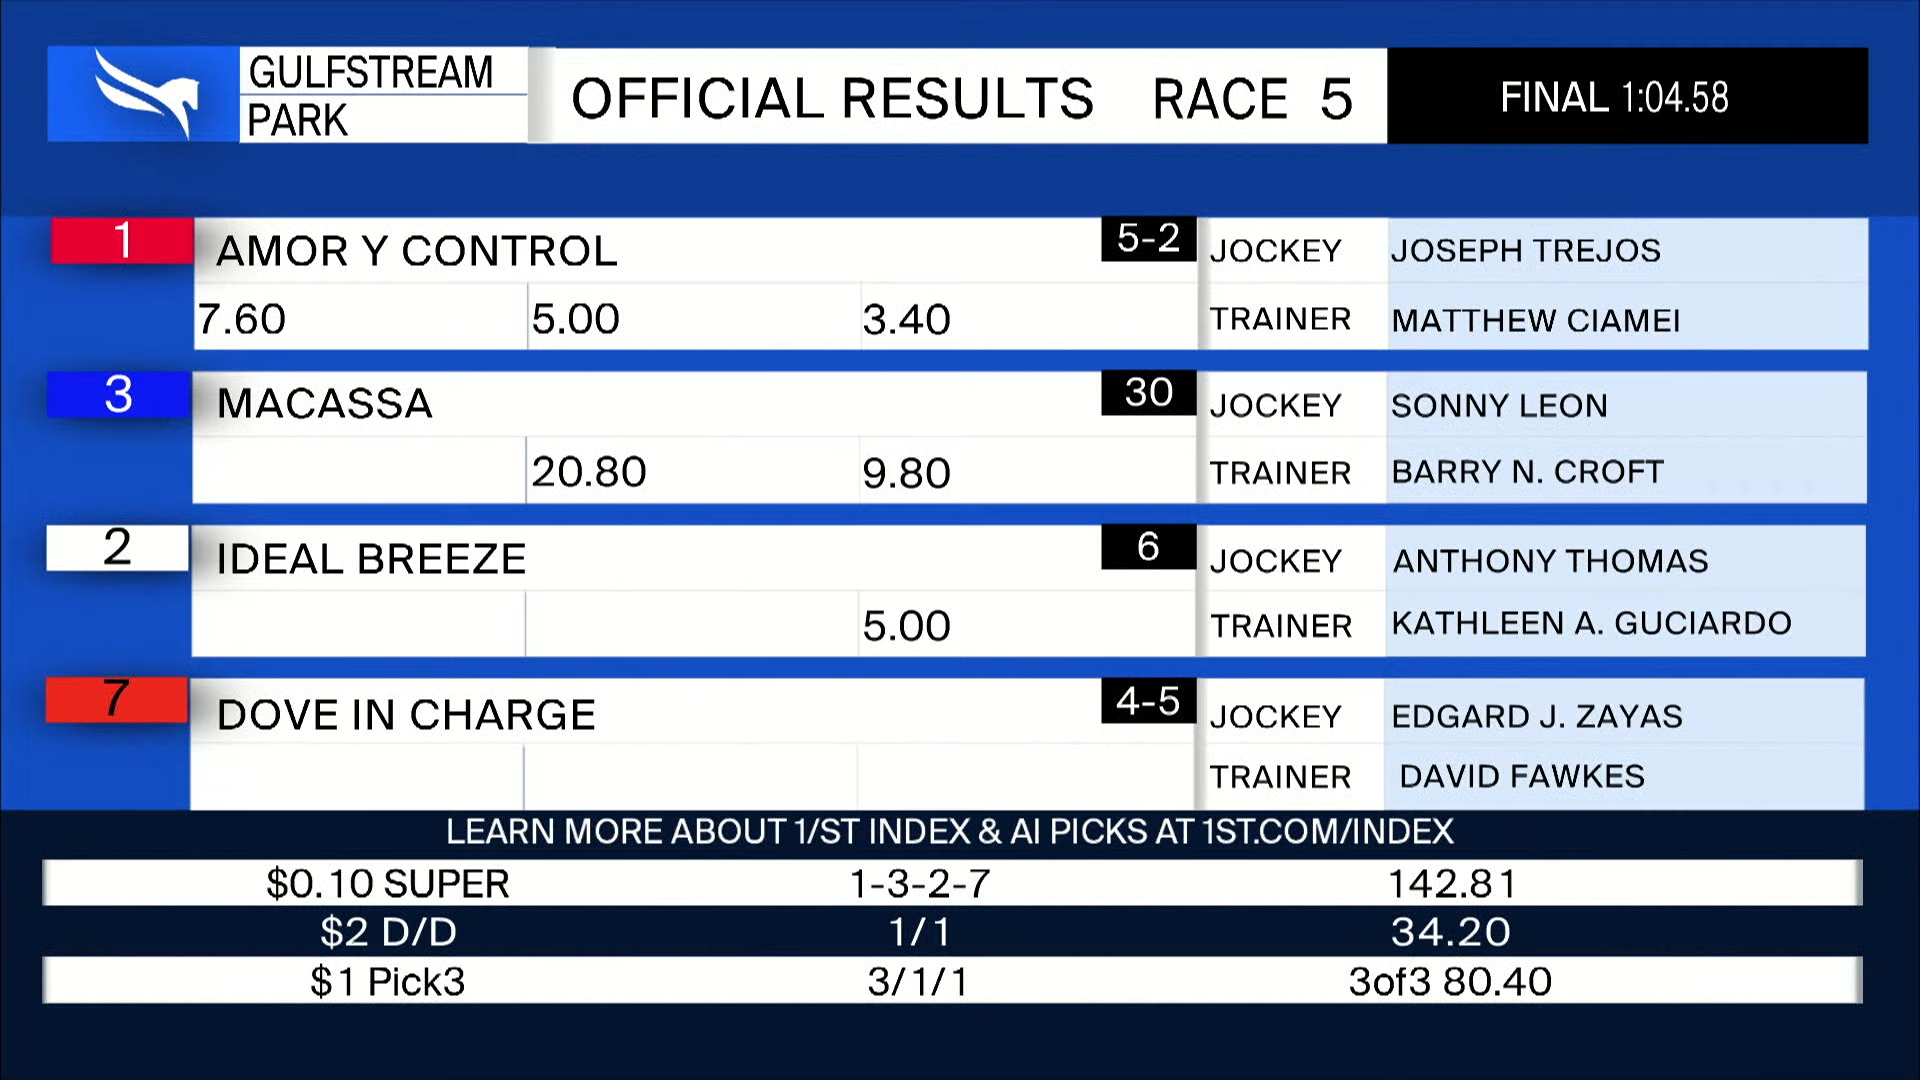 GULFSTREAM
PARK
OFFICIAL RESULTS RACE 5
FINAL 1:04.58
1 AMOR Y CONTROL 5-2 JOCKEY JOSEPH TREJOS
7.60 5.00 3.40 TRAINER MATTHEW CIAMEI
3 MACASSA 30 JOCKEY SONNY LEON
20.80 9.80 TRAINER BARRY N. CROFT
2 IDEAL BREEZE 6 JOCKEY ANTHONY THOMAS
5.00 TRAINER KATHLEEN A. GUCIARDO
7 DOVE IN CHARGE 4-5 JOCKEY EDGARD J. ZAYAS
TRAINER DAVID FAWKES
LEARN MORE ABOUT 1/ST INDEX & AI PICKS AT 1ST.COM/INDEX
$0.10 SUPER 1-3-2-7 142.81
$2 D/D 1/1 34.20
$1 Pick3 3/1/1 3of3 80.40